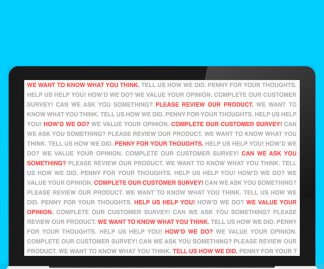 WE WANT TO KNOW WHAT YOU THINK. TELL US HOW WE DID. PENNY FOR YOUR THOUGHTS.
HELP US HELP YOU! HOW'D WE DO? WE VALUE YOUR OPINION. COMPLETE OUR CUSTOMER
SURVEY! CAN WE ASK YOU SOMETHING? PLEASE REVIEW OUR PRODUCT. WE WANT TO
KNOW WHAT YOU THINK. TELL US HOW WE DID. PENNY FOR YOUR THOUGHTS. HELP US HELP
YOU! HOW'D WE DO? WE VALUE YOUR OPINION. COMPLETE OUR CUSTOMER SURVEY! CAN
WE ASK YOU SOMETHING? PLEASE REVIEW OUR PRODUCT. WE WANT TO KNOW WHAT YOU
THINK. TELL US HOW WE DID. PENNY FOR YOUR THOUGHTS. HELP US HELP YOU! HOW'D WE
DO? WE VALUE YOUR OPINION. COMPLETE OUR CUSTOMER SURVEY! CAN WE ASK YOU
SOMETHING? PLEASE REVIEW OUR PRODUCT. WE WANT TO KNOW WHAT YOU THINK. TELL
US HOW WE DID. PENNY FOR YOUR THOUGHTS. HELP US HELP YOU! HOW'D WE DO? WE
VALUE YOUR OPINION. COMPLETE OUR CUSTOMER SURVEY! CAN WE ASK YOU SOMETHING?
PLEASE REVIEW OUR PRODUCT. WE WANT TO KNOW WHAT YOU THINK. TELL US HOW WE
DID. PENNY FOR YOUR THOUGHTS. HELP US HELP YOU! HOW'D WE DO? WE VALUE YOUR
OPINION. COMPLETE OUR CUSTOMER SURVEY! CAN WE ASK YOU SOMETHING? PLEASE
REVIEW OUR PRODUCT. WE WANT TO KNOW WHAT YOU THINK. TELL US HOW WE DID. PENNY
FOR YOUR THOUGHTS. HELP US HELP YOU! HOW'D WE DO? WE VALUE YOUR OPINION.
COMPLETE OUR CUSTOMER SURVEY! CAN WE ASK YOU SOMETHING? PLEASE REVIEW OUR
PRODUCT. WE WANT TO KNOW WHAT YOU THINK. TELL US HOW WE DID. PENNY FOR YOUR T